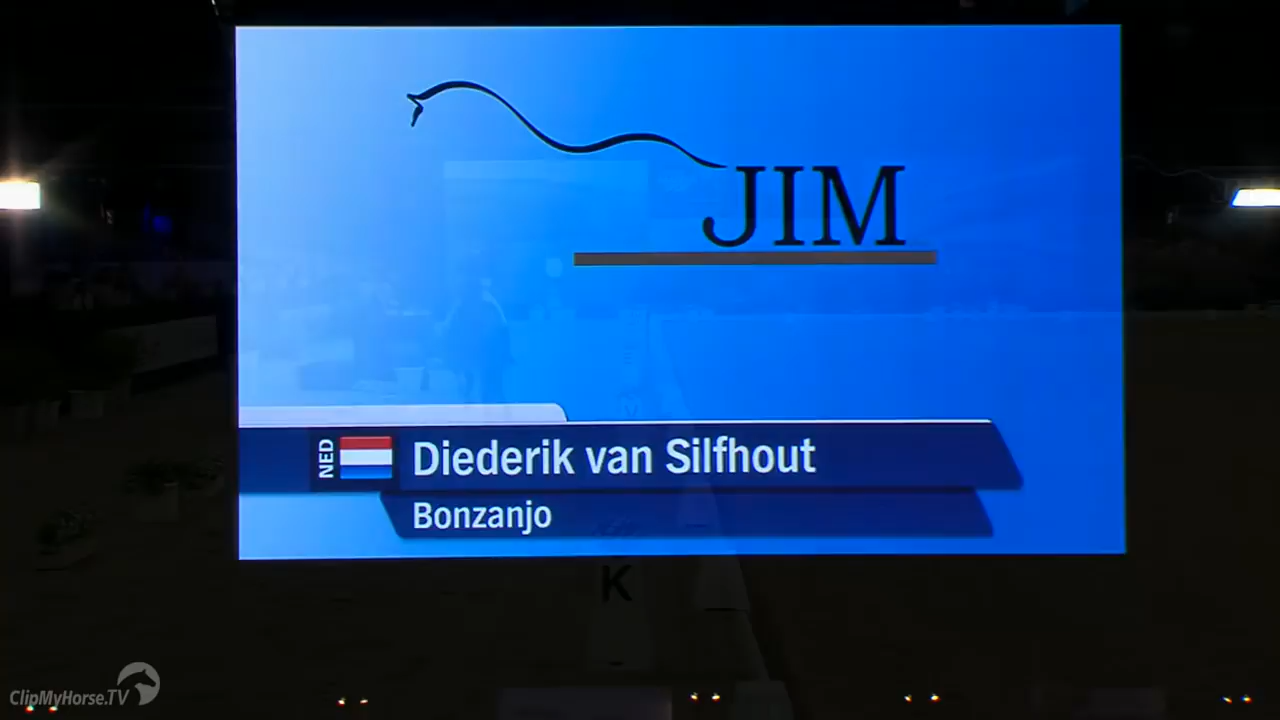 JIM
NED
Diederik van Silfhout
Bonzanjo
K
ClipMyHorse.TV